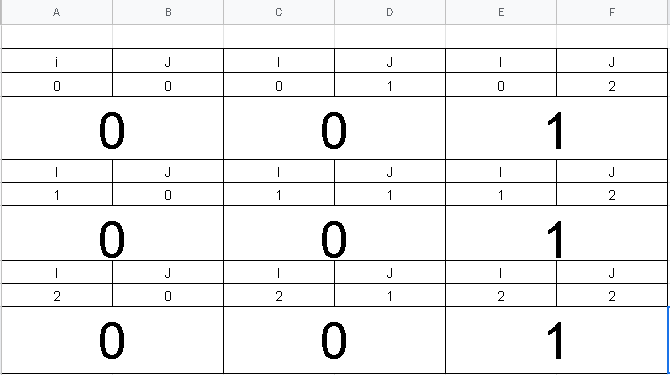 A B C D E F
i J I J I J
0 0 0 1 0 2
0 0 1
I J I J I J
1 0 1 1 1 2
0 0 1
I J I J I J
2 0 2 1 2 2
0 0 1